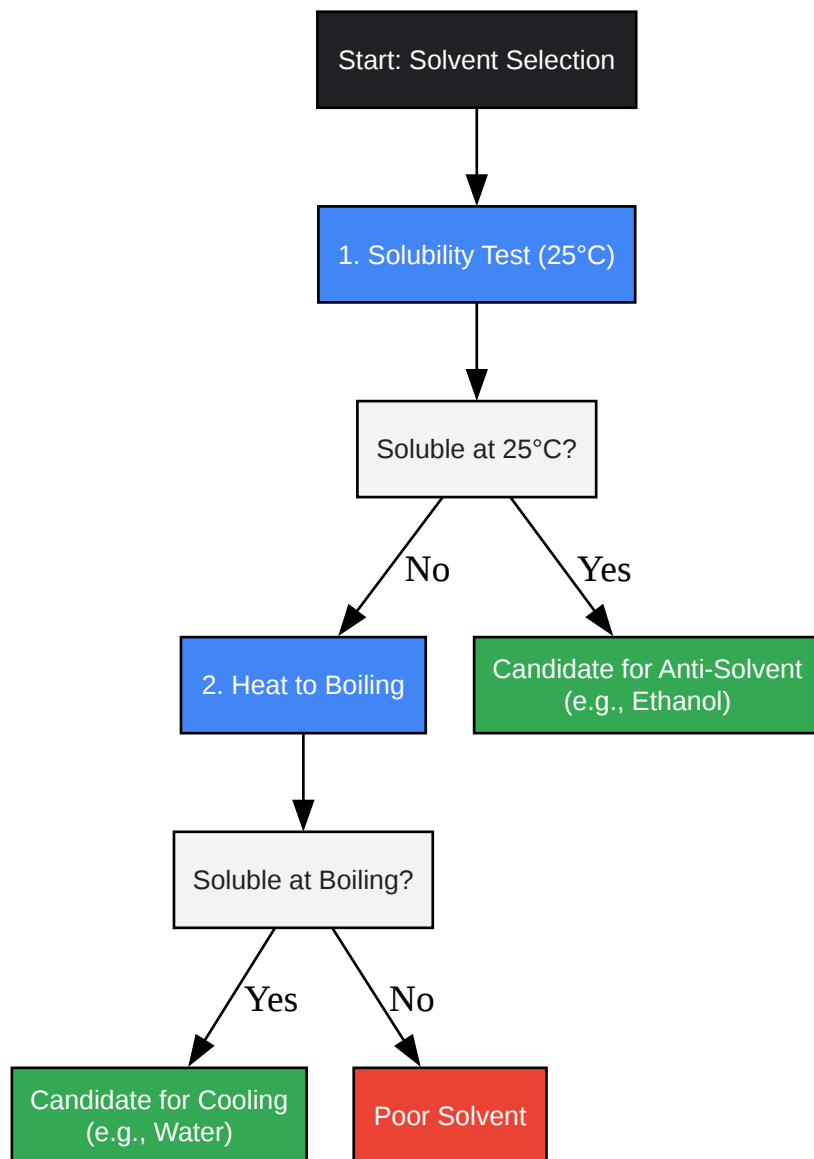 Start: Solvent Selection
1. Solubility Test (25°C)
Soluble at 25°C?
No
Yes
2. Heat to Boiling
Candidate for Anti-Solvent
(e.g., Ethanol)
Soluble at Boiling?
Yes
No
Candidate for Cooling
(e.g., Water)
Poor Solvent